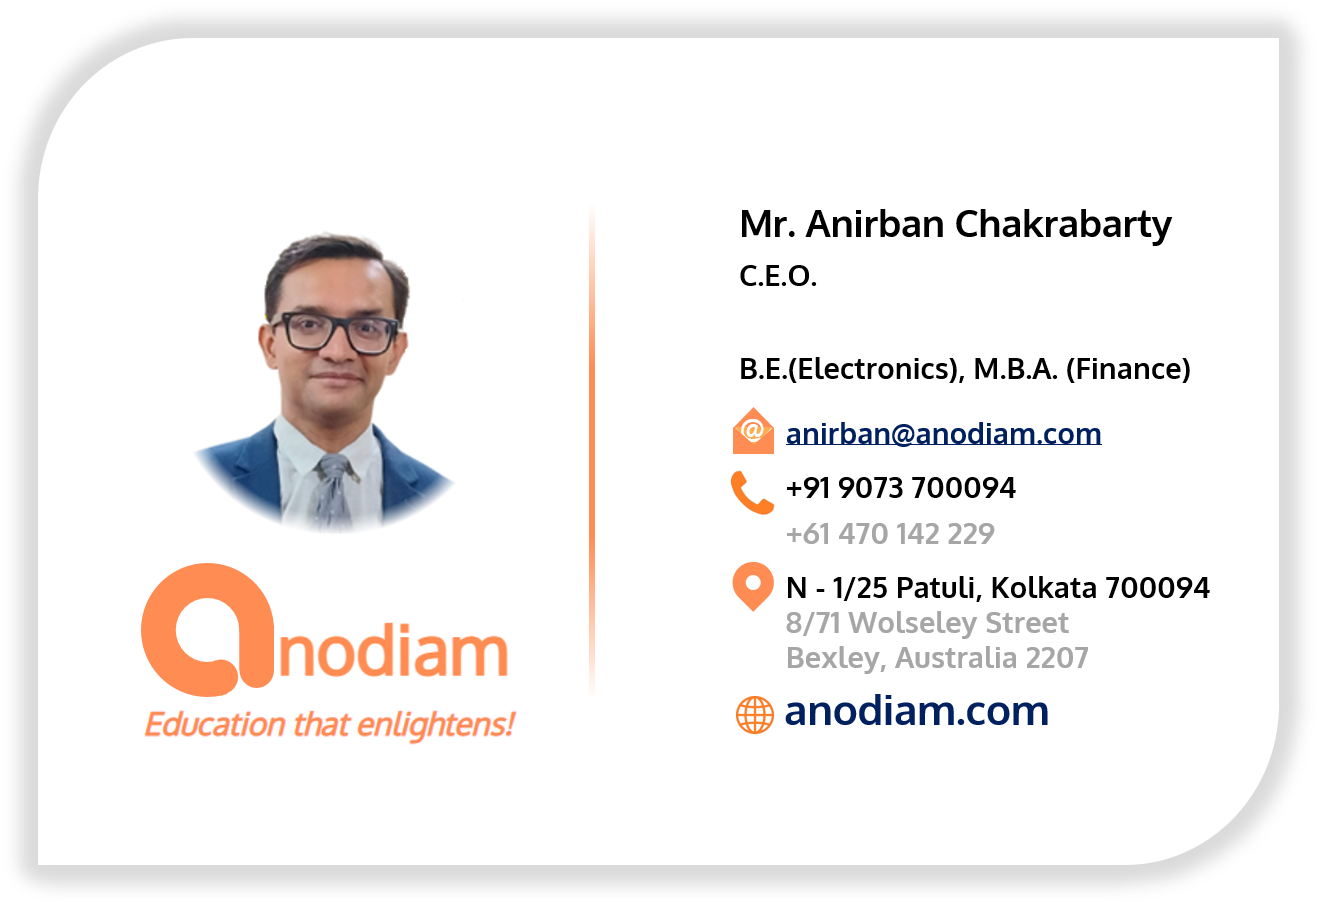 anodiam
Education that enlightens!
Mr. Anirban Chakrabarty
C.E.O.
B.E.(Electronics), M.B.A. (Finance)
anirban@anodiam.com
+91 9073 700094
+61 470 142 229
N - 1/25 Patuli, Kolkata 700094
8/71 Wolseley Street
Bexley, Australia 2207
anodiam.com